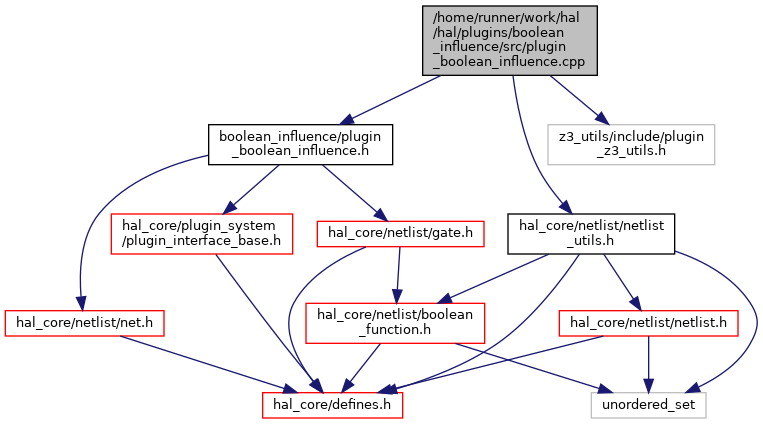 /home/runner/work/hal
/hal/plugins/boolean
_influence/src/plugin
_boolean_influence.cpp
boolean_influence/plugin
_boolean_influence.h
z3_utils/include/plugin
_z3_utils.h
hal_core/plugin_system
/plugin_interface_base.h
hal_core/netlist/gate.h
hal_core/netlist/netlist
_utils.h
hal_core/netlist/net.h
hal_core/netlist/boolean
_function.h
hal_core/netlist/netlist.h
hal_core/defines.h
unordered_set